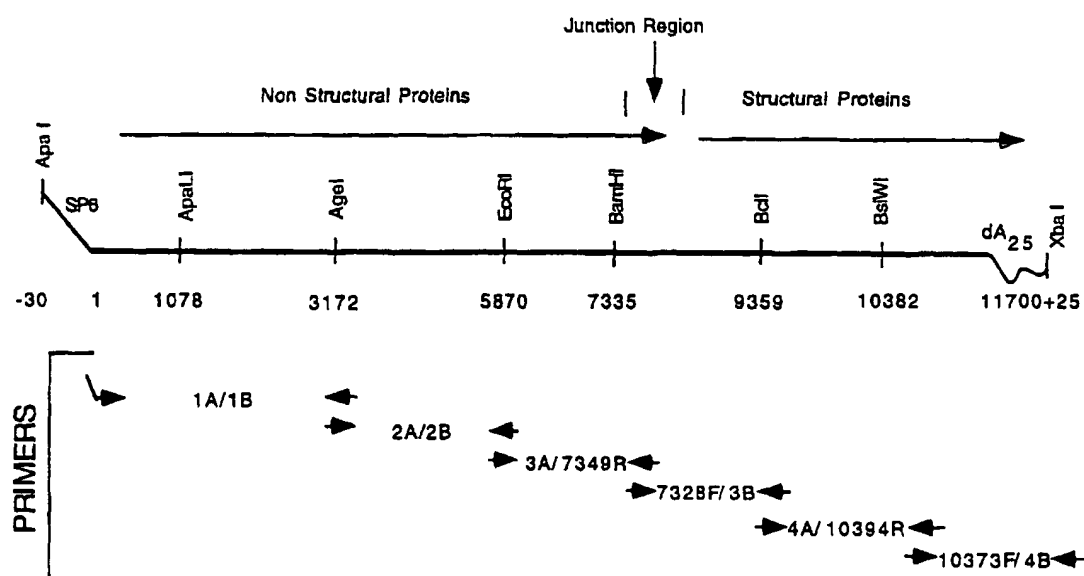 Junction Region
Non Structural Proteins
Structural Proteins
Apa I
SP6
ApaLI
AgeI
EcoRI
BamHI
BclI
BsiWI
dA25
Xba I
-30 1 1078 3172 5870 7335 9359 10382 11700+25
PRIMERS
1A/1B
2A/2B
3A/7349R
7328F/3B
4A/10394R
10373F/4B